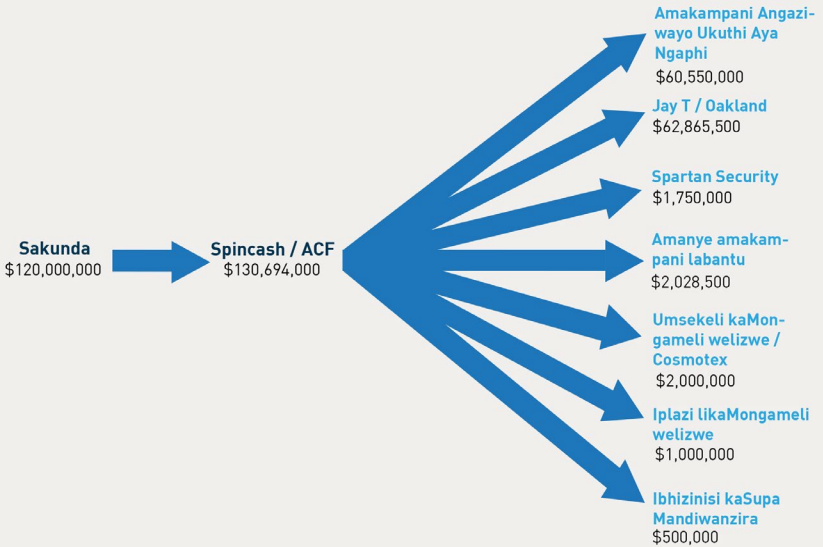 Sakunda
$120,000,000
Spincash / ACF
$130,694,000
Amakampani Angazi-
wayo Ukuthi Aya
Ngaphi
$60,550,000
Jay T / Oakland
$62,865,500
Spartan Security
$1,750,000
Amanye amakam-
pani labantu
$2,028,500
Umsekeli kaMon-
gameli welizwe /
Cosmotex
$2,000,000
Iplazi likaMongameli
welizwe
$1,000,000
Ibhizinisi kaSupa
Mandiwanzira
$500,000